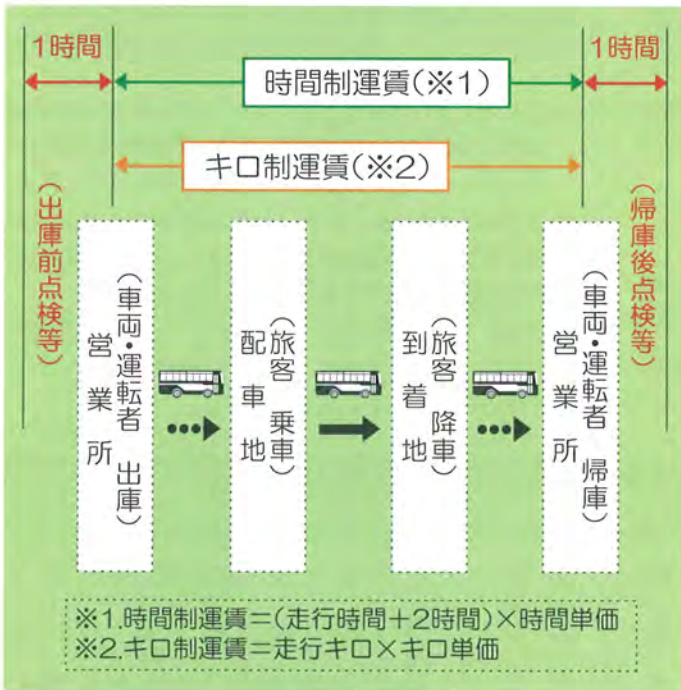 1時間
1時間
時間制運賃(※1)
キロ制運賃(※2)
(出庫前点検等)
営業所
(車両・運転者 出庫)
配車地
(旅客 乗車)
到着地
(旅客 降車)
営業所
(車両・運転者 帰庫)
(帰庫後点検等)
※1.時間制運賃=(走行時間+2時間)×時間単価
※2.キロ制運賃=走行キロ×キロ単価